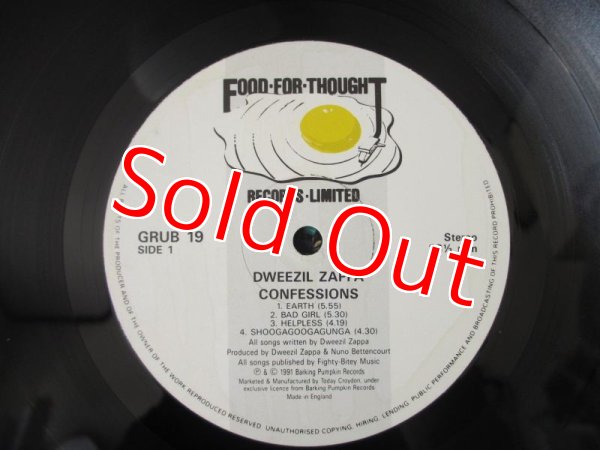 FOOD·FOR·THOUGHT
RECORDS·LIMITED
Sold Out
GRUB 19
SIDE 1
Stereo
DWEEZIL ZAPPA
CONFESSIONS
1. EARTH (5.55)
2. BAD GIRL (5.30)
3. HELPLESS (4.19)
4. SHOOGAGOOGAGUNGA (4.30)
All songs written by Dweezil Zappa
Produced by Dweezil Zappa & Nuno Bettencourt
All songs published by Fighty-Bitey Music
℗ & © 1991 Barking Pumpkin Records
Marketed & Manufactured by Today Croydon, under
exclusive licence from Barking Pumpkin Records
Made in England
ALL OF THE PRODUCER AND OF THE OWNER OF THE WORK REPRODUCED RESERVED. UNAUTHORISED COPYING, HIRING, LENDING, PUBLIC PERFORMANCE AND BROADCASTING OF THIS RECORD PROHIBITED